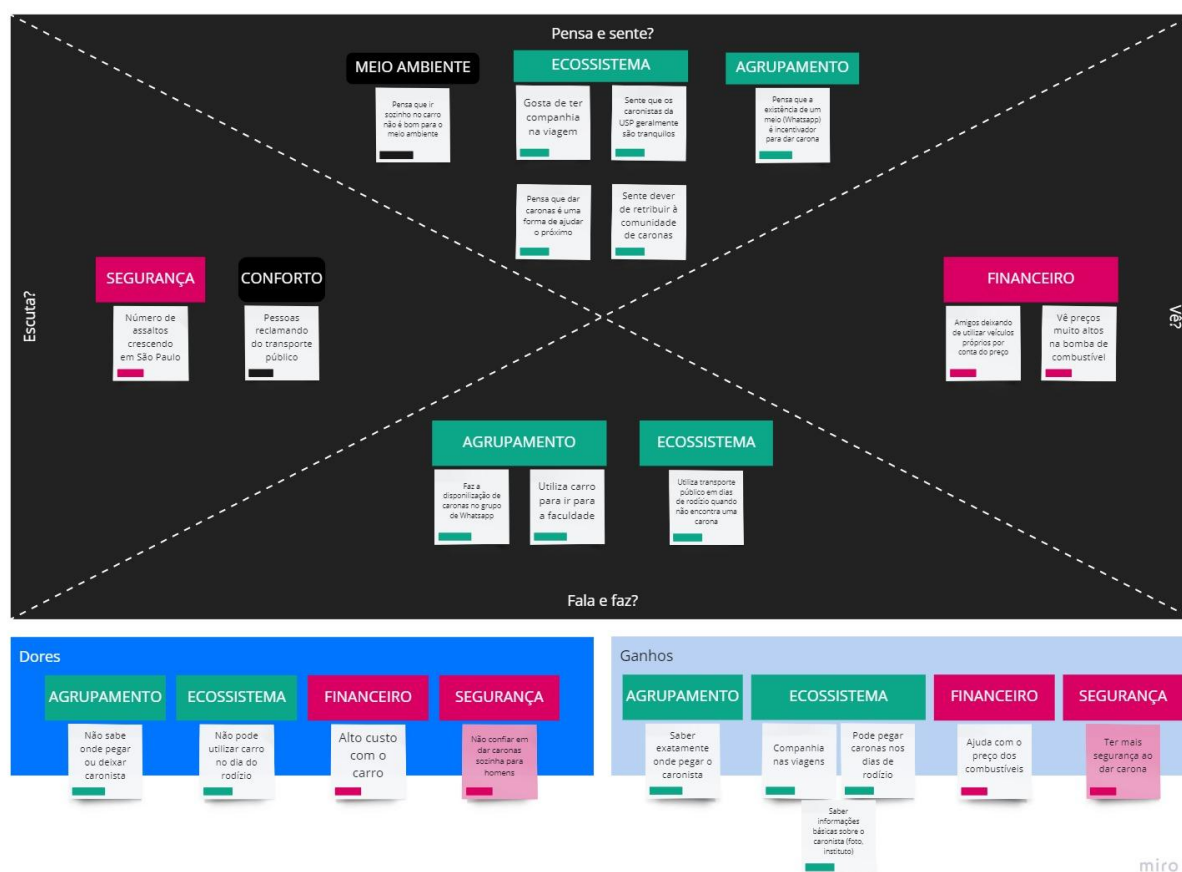 Pensa e sente?
MEIO AMBIENTE
ECOSSISTEMA
AGRUPAMENTO
Pensa que ir
sozinho no carro
não é bom para o
meio ambiente
Gosta de ter
companhia
na viagem
Sente que os
caronistas da
USP geralmente
são tranquilos
Pensa que a
existência de um
meio (Whatsapp)
é incentivador
para dar carona
Pensa que dar
caronas é uma
forma de ajudar
o próximo
Sente dever
de retribuir à
comunidade
de caronas
Escuta?
SEGURANÇA
CONFORTO
Número de
assaltos
crescendo
em São Paulo
Pessoas
reclamando
do transporte
público
FINANCEIRO
Amigos deixando
de utilizar veículos
próprios por
conta do preço
Vê preços
muito altos
na bomba de
combustível
Vê?
AGRUPAMENTO
ECOSSISTEMA
Faz a
disponilização de
caronas no grupo
de Whatsapp
Utiliza carro
para ir para
a faculdade
Utiliza transporte
público em dias
de rodízio quando
não encontra uma
carona
Fala e faz?
Dores
AGRUPAMENTO
ECOSSISTEMA
FINANCEIRO
SEGURANÇA
Não sabe
onde pegar
ou deixar
caronista
Não pode
utilizar carro
no dia do
rodízio
Alto custo
com o
carro
Não confiar em
dar caronas
sozinha para
homens
Ganhos
AGRUPAMENTO
ECOSSISTEMA
FINANCEIRO
SEGURANÇA
Saber
exatamente
onde pegar o
caronista
Companhia
nas viagens
Pode pegar
caronas nos
dias de
rodízio
Saber
informações
básicas sobre o
caronista (foto,
instituto)
Ajuda com o
preço dos
combustíveis
Ter mais
segurança ao
dar carona
miro